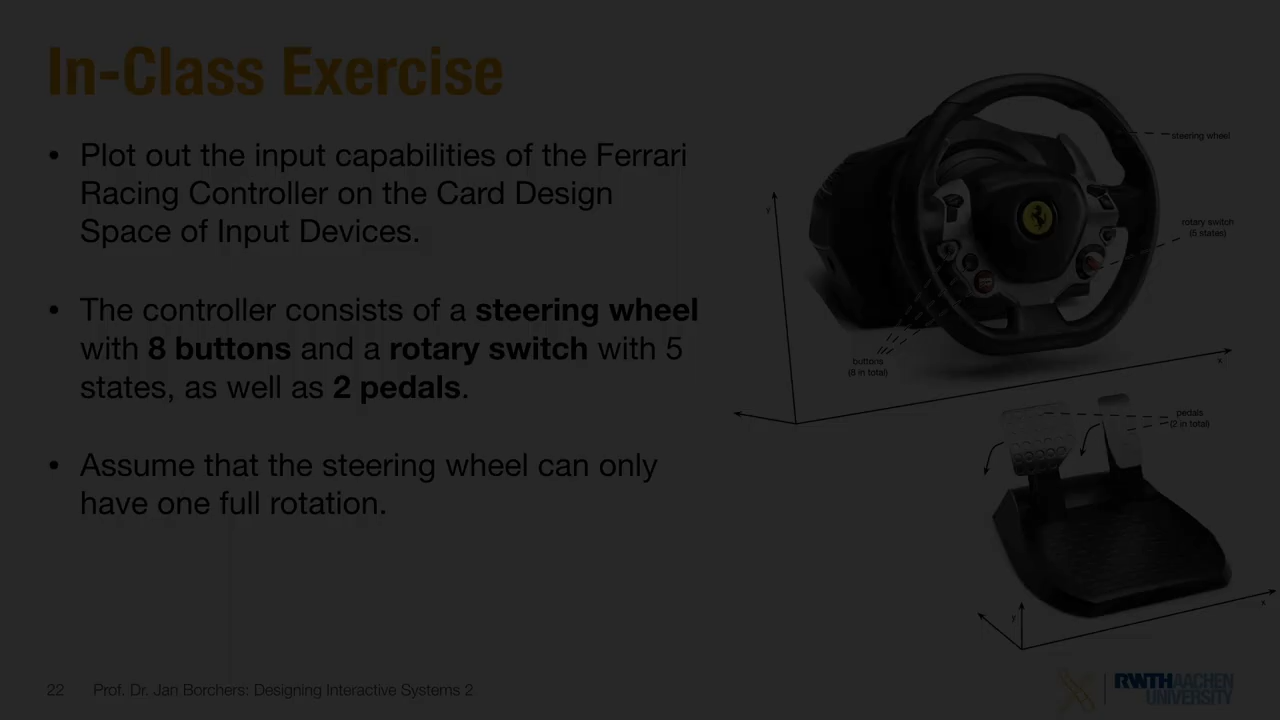 In-Class Exercise
• Plot out the input capabilities of the Ferrari
Racing Controller on the Card Design
Space of Input Devices.
• The controller consists of a steering wheel
with 8 buttons and a rotary switch with 5
states, as well as 2 pedals.
• Assume that the steering wheel can only
have one full rotation.
steering wheel
y
rotary switch
(5 states)
buttons
(8 in total)
x
pedals
(2 in total)
x
y
22 Prof. Dr. Jan Borchers: Designing Interactive Systems 2
RWTHAACHEN
UNIVERSITY